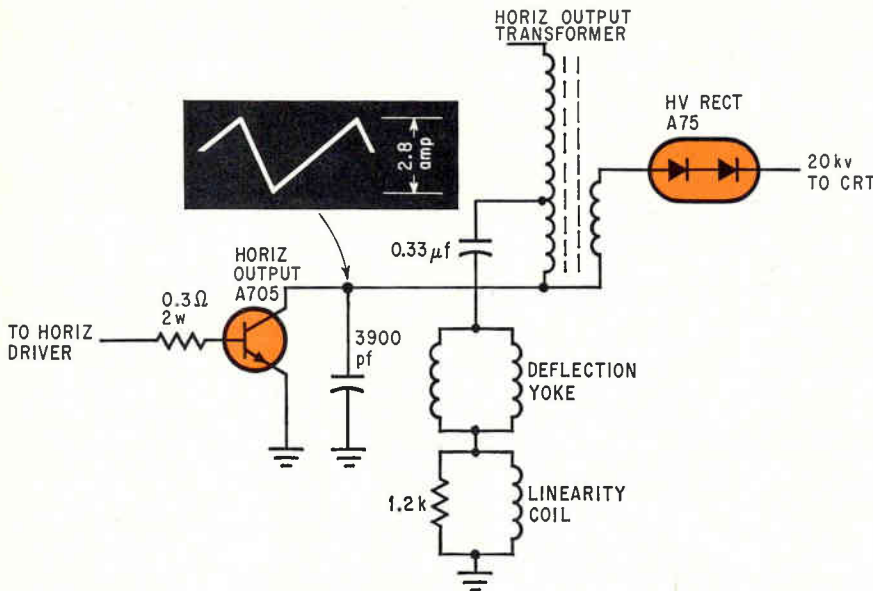 HORIZ OUTPUT
TRANSFORMER
HV RECT
A75
2.8
amp
20kv
TO CRT
0.33µf
HORIZ
OUTPUT
A705
0.3Ω
2w
TO HORIZ
DRIVER
3900
pf
DEFLECTION
YOKE
1.2k
LINEARITY
COIL